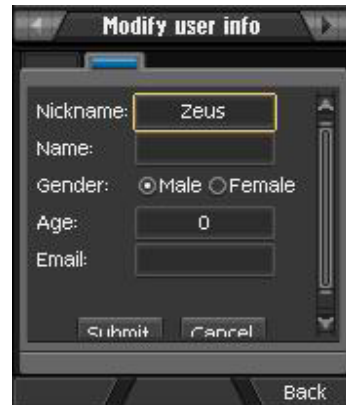 Modify user info
Nickname: Zeus
Name:
Gender: Male Female
Age: 0
Email:
Submit Cancel
Back